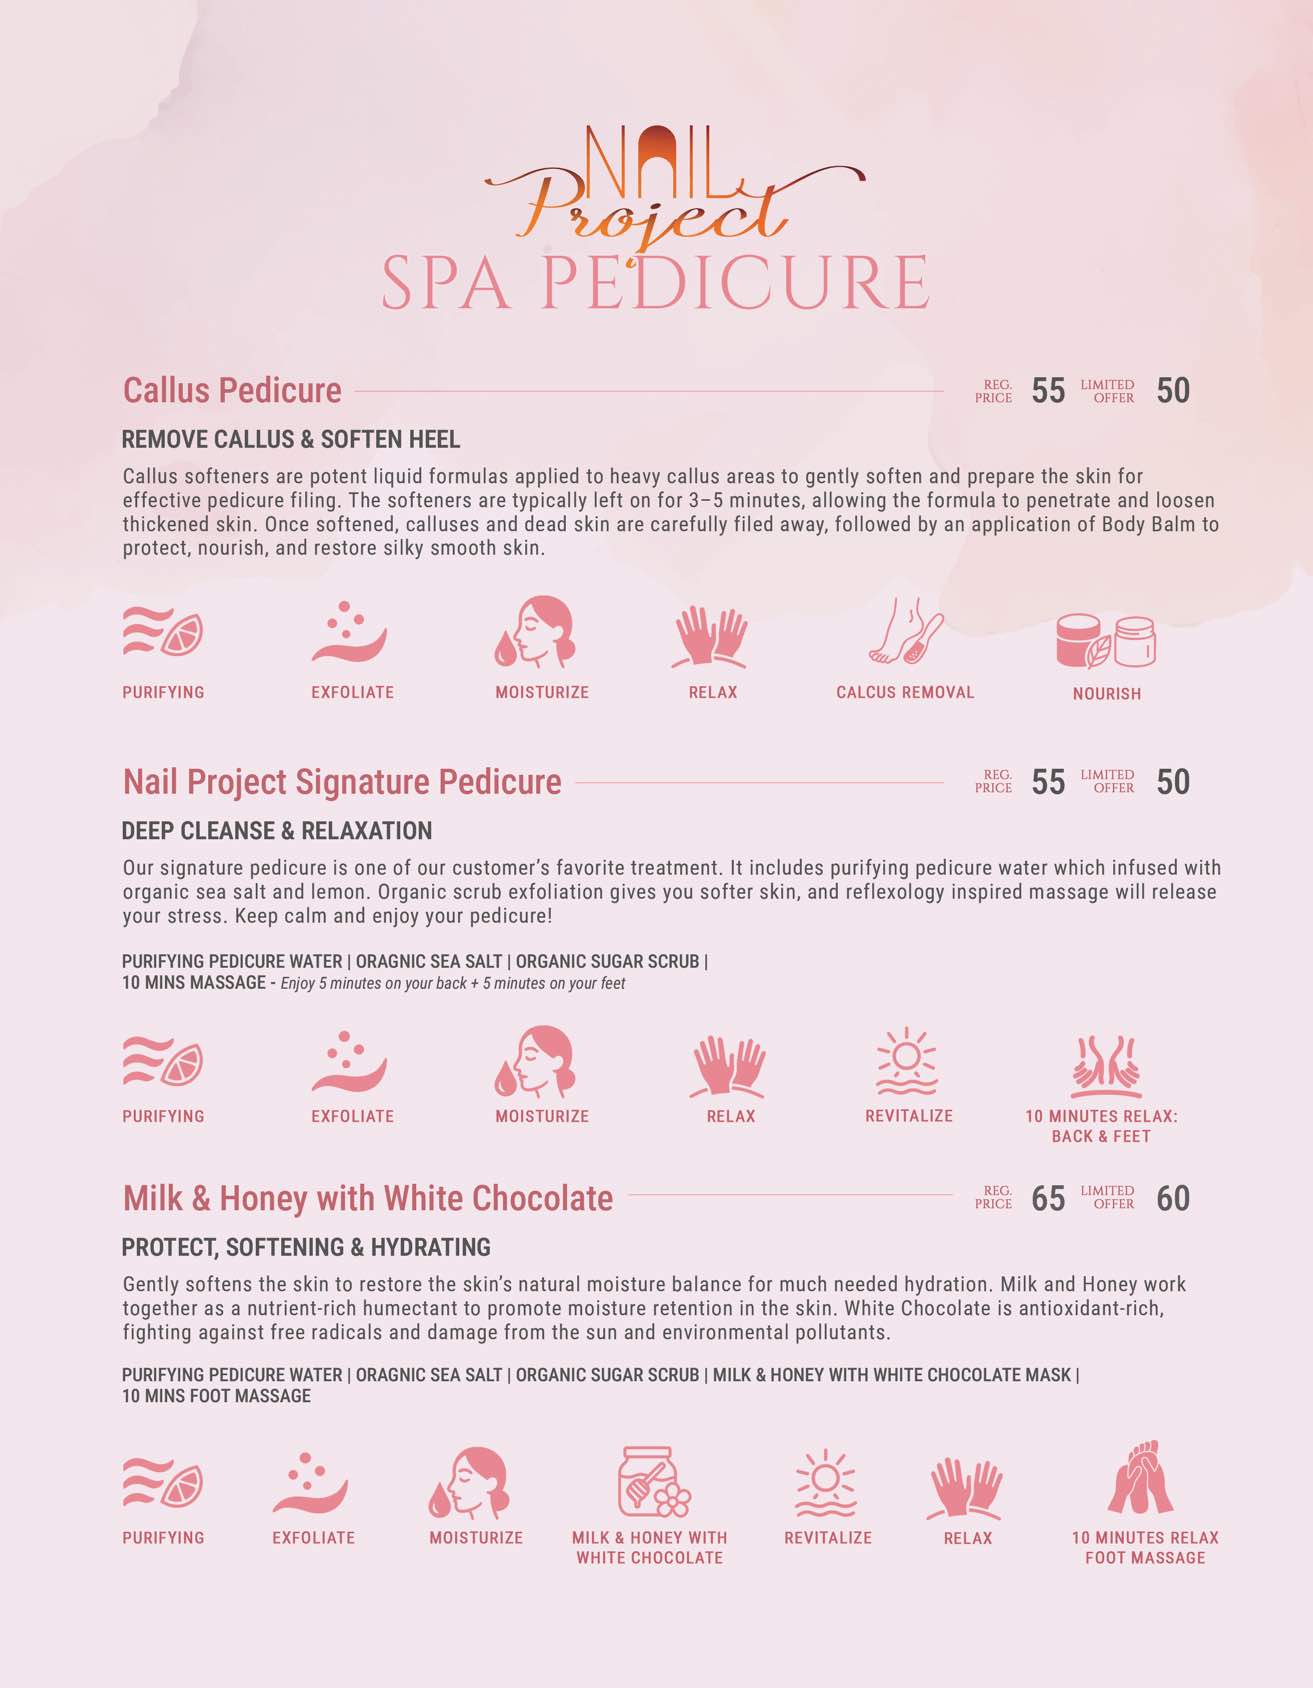 NAIL
Project
SPA PEDICURE
Callus Pedicure REG. PRICE 55 LIMITED OFFER 50
REMOVE CALLUS & SOFTEN HEEL
Callus softeners are potent liquid formulas applied to heavy callus areas to gently soften and prepare the skin for
effective pedicure filing. The softeners are typically left on for 3–5 minutes, allowing the formula to penetrate and loosen
thickened skin. Once softened, calluses and dead skin are carefully filed away, followed by an application of Body Balm to
protect, nourish, and restore silky smooth skin.
PURIFYING EXFOLIATE MOISTURIZE RELAX CALCUS REMOVAL NOURISH
Nail Project Signature Pedicure REG. PRICE 55 LIMITED OFFER 50
DEEP CLEANSE & RELAXATION
Our signature pedicure is one of our customer’s favorite treatment. It includes purifying pedicure water which infused with
organic sea salt and lemon. Organic scrub exfoliation gives you softer skin, and reflexology inspired massage will release
your stress. Keep calm and enjoy your pedicure!
PURIFYING PEDICURE WATER | ORAGNIC SEA SALT | ORGANIC SUGAR SCRUB |
10 MINS MASSAGE - Enjoy 5 minutes on your back + 5 minutes on your feet
PURIFYING EXFOLIATE MOISTURIZE RELAX REVITALIZE 10 MINUTES RELAX:
BACK & FEET
Milk & Honey with White Chocolate REG. PRICE 65 LIMITED OFFER 60
PROTECT, SOFTENING & HYDRATING
Gently softens the skin to restore the skin’s natural moisture balance for much needed hydration. Milk and Honey work
together as a nutrient-rich humectant to promote moisture retention in the skin. White Chocolate is antioxidant-rich,
fighting against free radicals and damage from the sun and environmental pollutants.
PURIFYING PEDICURE WATER | ORAGNIC SEA SALT | ORGANIC SUGAR SCRUB | MILK & HONEY WITH WHITE CHOCOLATE MASK |
10 MINS FOOT MASSAGE
PURIFYING EXFOLIATE MOISTURIZE MILK & HONEY WITH WHITE CHOCOLATE REVITALIZE RELAX 10 MINUTES RELAX FOOT MASSAGE